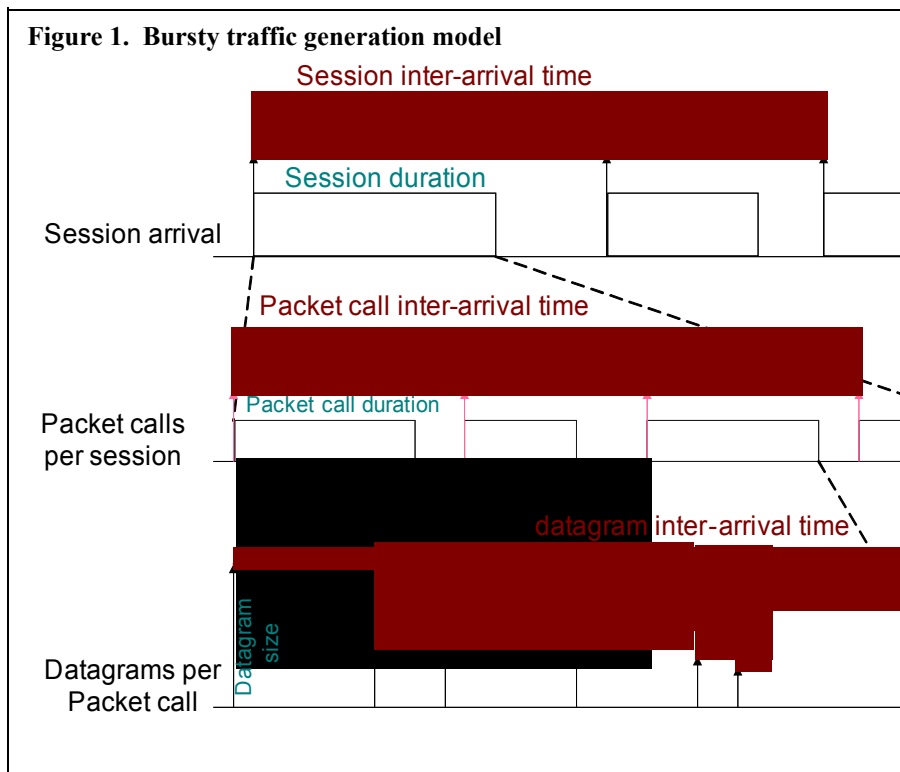 Figure 1. Bursty traffic generation model
Session inter-arrival time
Session duration
Session arrival
Packet call inter-arrival time
Packet call duration
Packet calls
per session
datagram inter-arrival time
Datagram
size
Datagrams per
Packet call